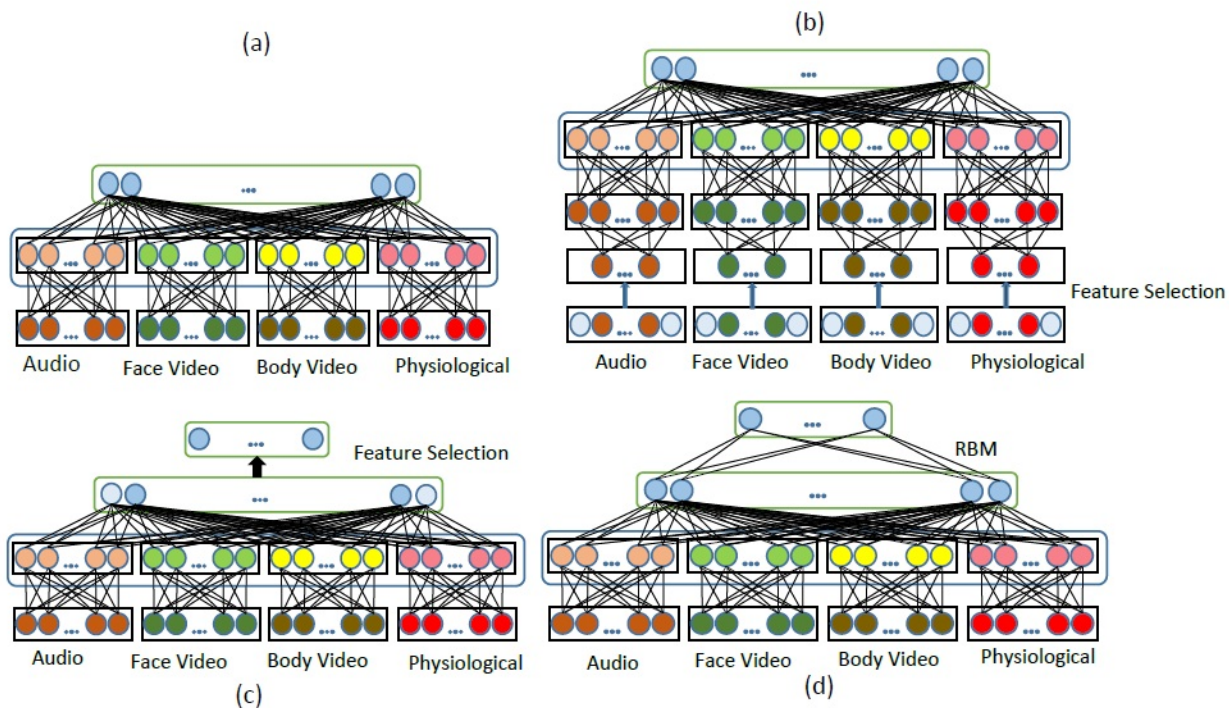 (a)
(b)
Audio
Face Video
Body Video
Physiological
Feature Selection
Audio
Face Video
Body Video
Physiological
Feature Selection
Audio
Face Video
Body Video
Physiological
(c)
RBM
Audio
Face Video
Body Video
Physiological
(d)